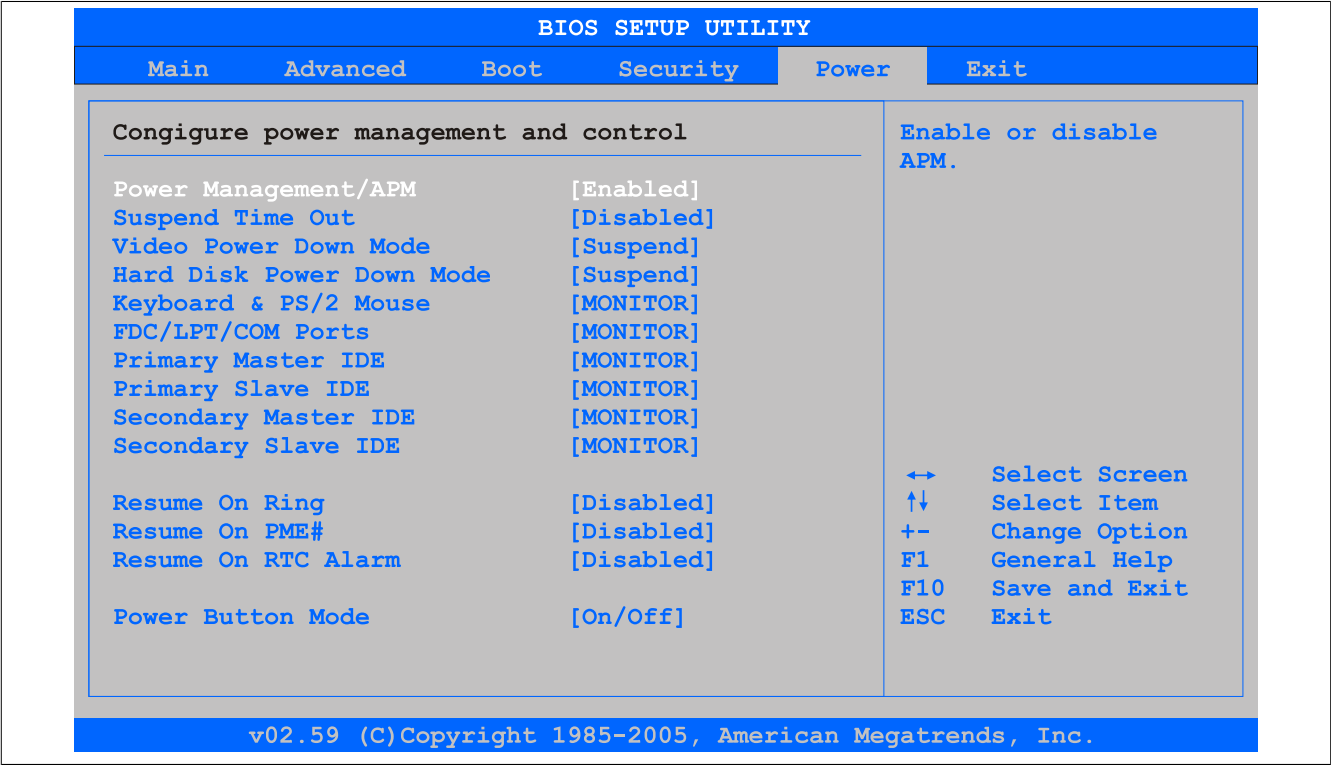 BIOS SETUP UTILITY
Main Advanced Boot Security Power Exit
Congigure power management and control
Power Management/APM [Enabled]
Suspend Time Out [Disabled]
Video Power Down Mode [Suspend]
Hard Disk Power Down Mode [Suspend]
Keyboard & PS/2 Mouse [MONITOR]
FDC/LPT/COM Ports [MONITOR]
Primary Master IDE [MONITOR]
Primary Slave IDE [MONITOR]
Secondary Master IDE [MONITOR]
Secondary Slave IDE [MONITOR]
Resume On Ring [Disabled]
Resume On PME# [Disabled]
Resume On RTC Alarm [Disabled]
Power Button Mode [On/Off]
Enable or disable
APM.
↔ Select Screen
↑↓ Select Item
+- Change Option
F1 General Help
F10 Save and Exit
ESC Exit
v02.59 (C)Copyright 1985-2005, American Megatrends, Inc.